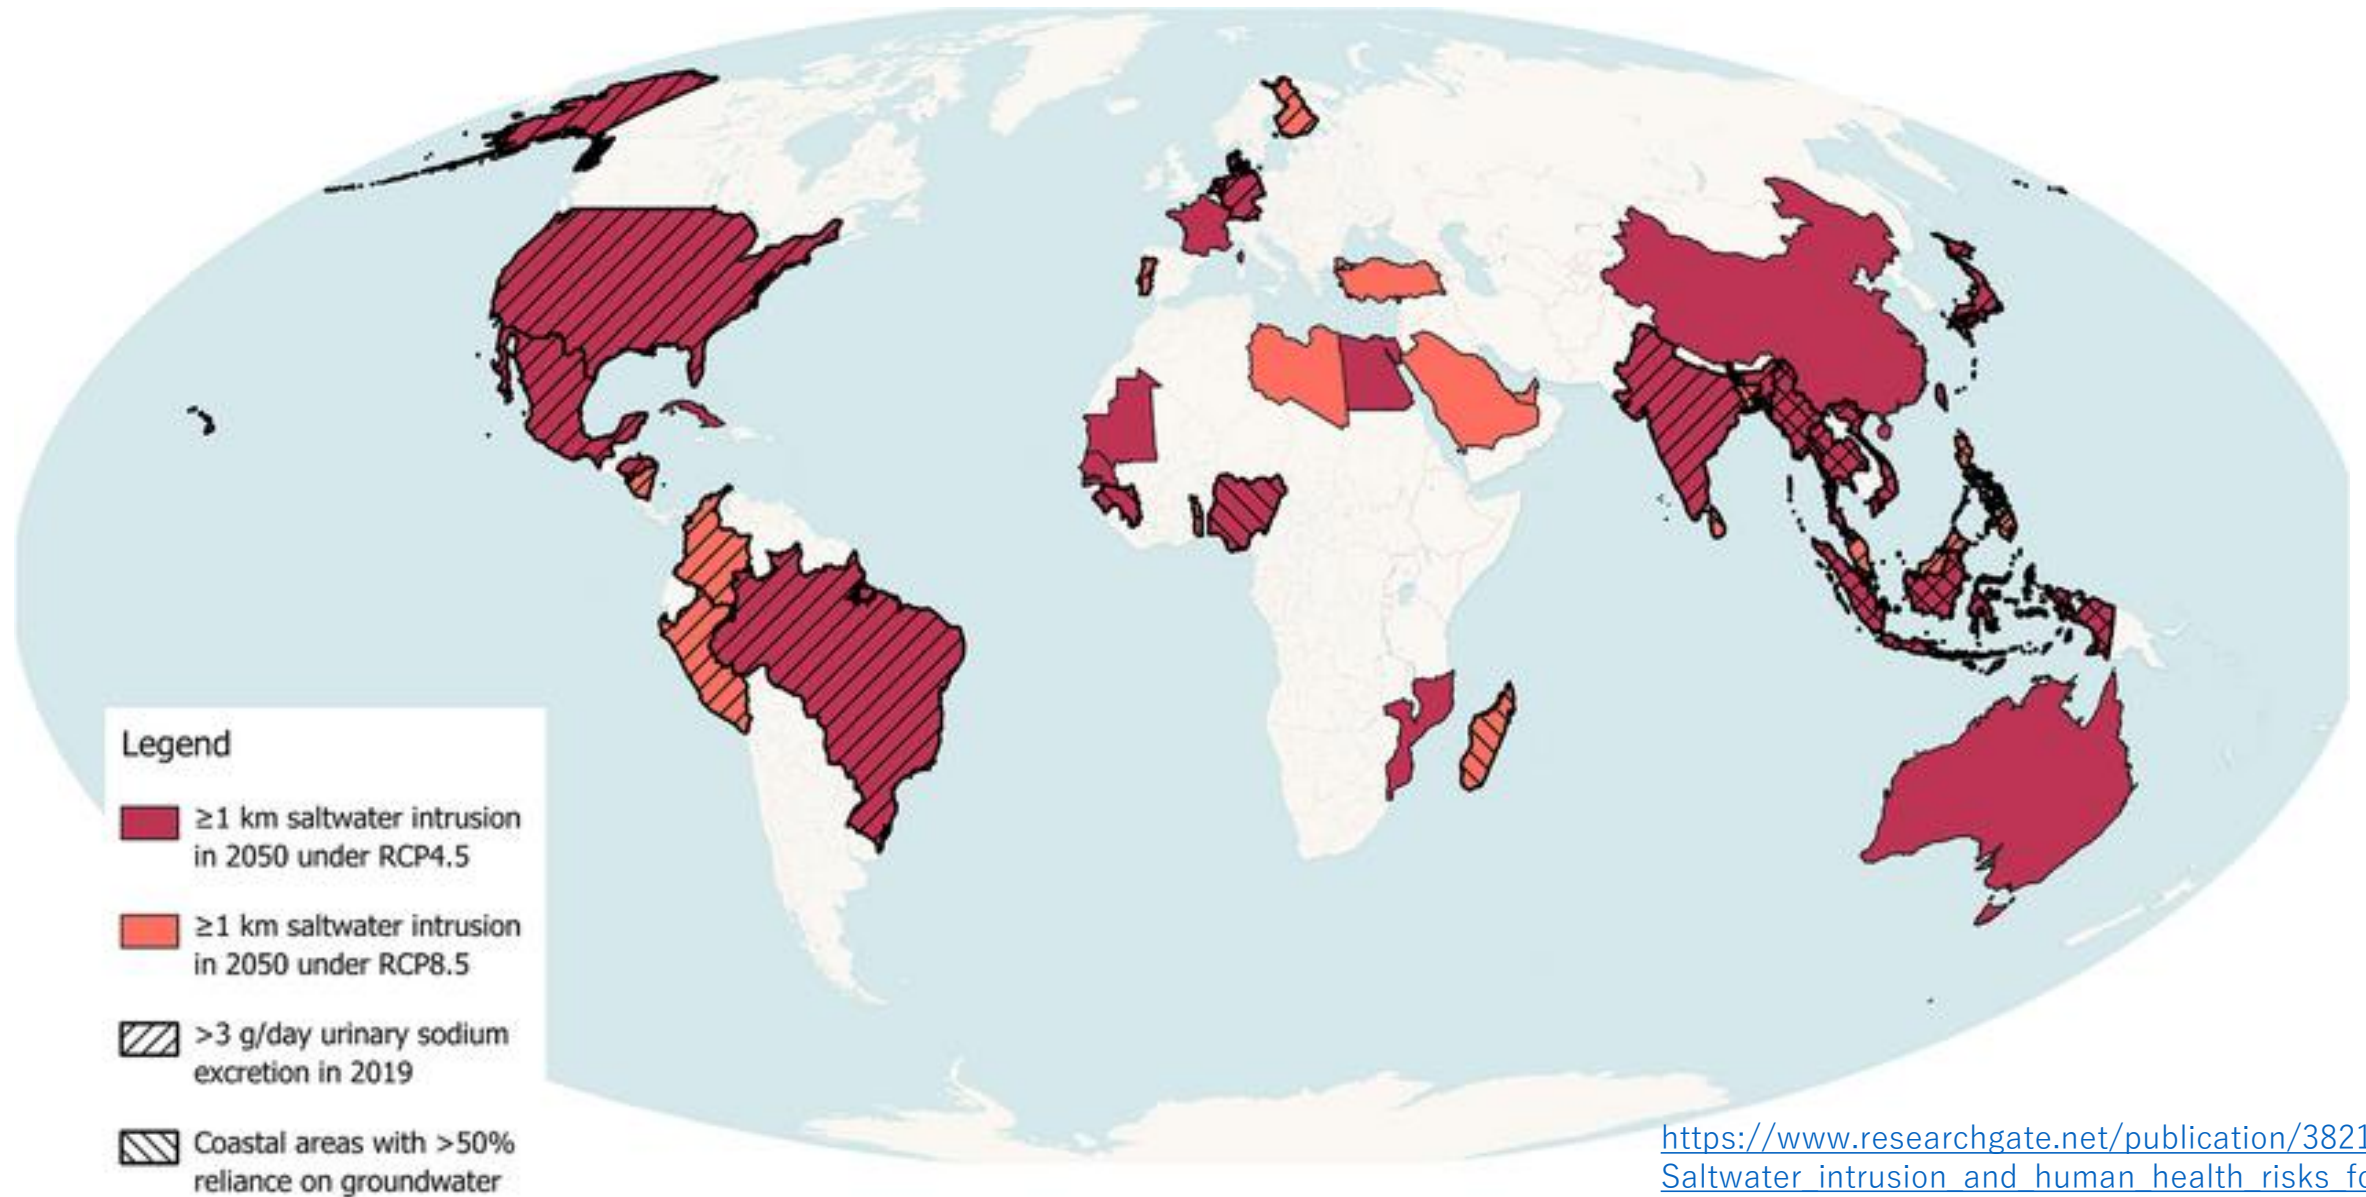 Legend
≥1 km saltwater intrusion
in 2050 under RCP4.5
≥1 km saltwater intrusion
in 2050 under RCP8.5
>3 g/day urinary sodium
excretion in 2019
Coastal areas with >50%
reliance on groundwater
https://www.researchgate.net/publication/3821
Saltwater_intrusion_and_human_health_risks_fo